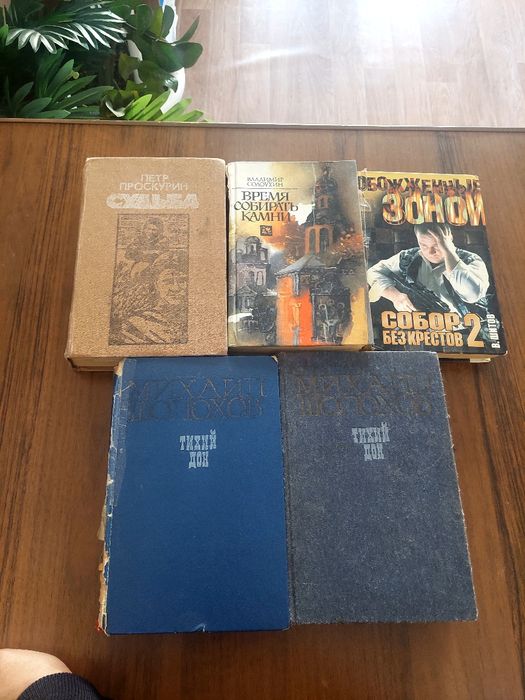 ПЕТР
ПРОСКУРИН
СУДЬБА
ВЛАДИМИР
СОЛОУХИН
ВРЕМЯ
СОБИРАТЬ
КАМНИ
ОБОЖЖЕННЫЕ
ЗОНОЙ
СОБОР
БЕЗ КРЕСТОВ 2
В. ШИТОВ
МИХАИЛ
ШОЛОХОВ
ТИХИЙ
ДОН
МИХАИЛ
ШОЛОХОВ
ТИХИЙ
ДОН